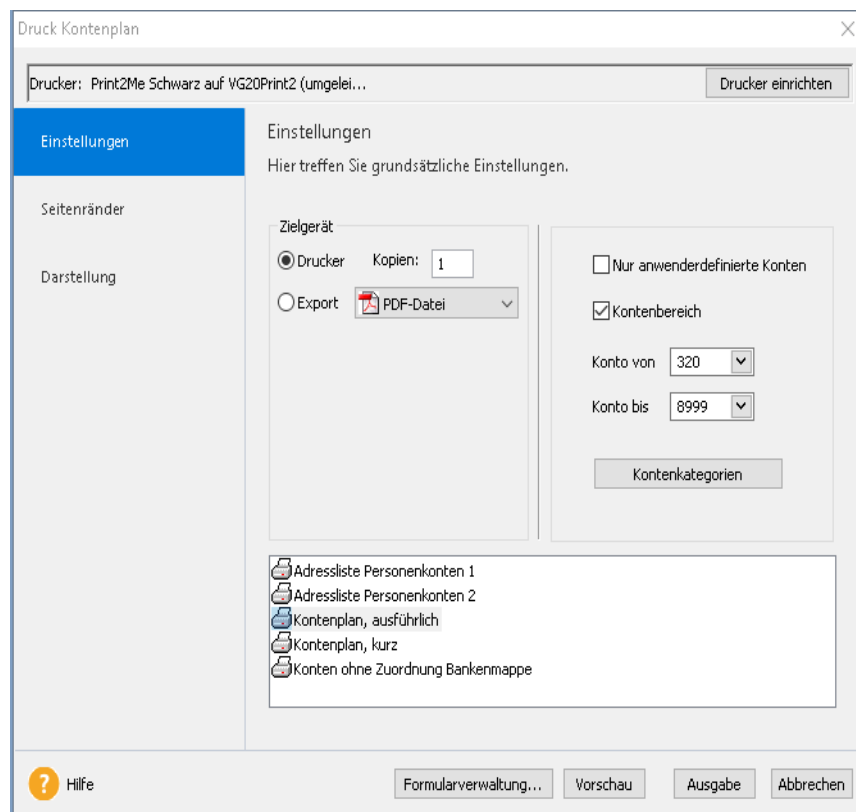 Druck Kontenplan
Drucker: Print2Me Schwarz auf VG20Print2 (umgelei...
Drucker einrichten
Einstellungen
Seitenränder
Darstellung
Einstellungen
Hier treffen Sie grundsätzliche Einstellungen.
Zielgerät
Drucker Kopien: 1
Export PDF-Datei
Nur anwenderdefinierte Konten
Kontenbereich
Konto von 320
Konto bis 8999
Kontenkategorien
Adressliste Personenkonten 1
Adressliste Personenkonten 2
Kontenplan, ausführlich
Kontenplan, kurz
Konten ohne Zuordnung Bankenmappe
? Hilfe
Formularverwaltung... Vorschau Ausgabe Abbrechen